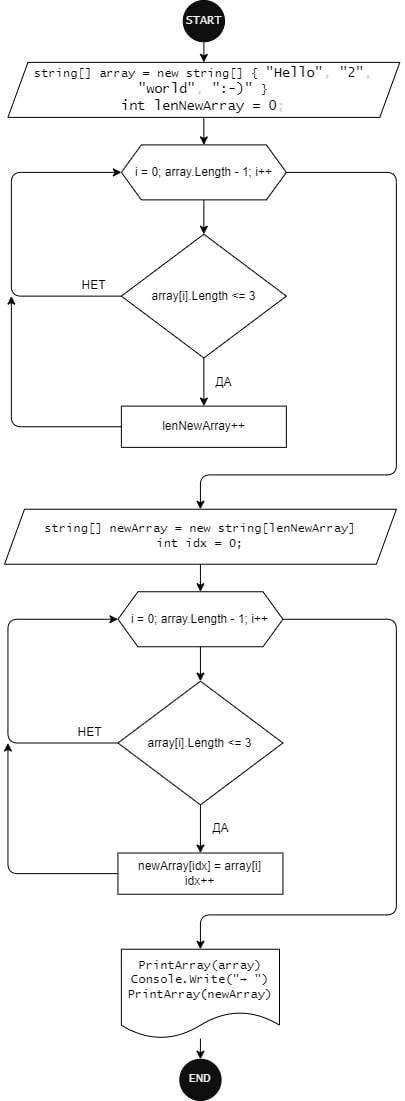 START
string[] array = new string[] { "Hello", "2",
"world", ":-)" }
int lenNewArray = 0;
i = 0; array.Length - 1; i++
НЕТ
array[i].Length <= 3
ДА
lenNewArray++
string[] newArray = new string[lenNewArray]
int idx = 0;
i = 0; array.Length - 1; i++
НЕТ
array[i].Length <= 3
ДА
newArray[idx] = array[i]
idx++
PrintArray(array)
Console.Write("→ ")
PrintArray(newArray)
END